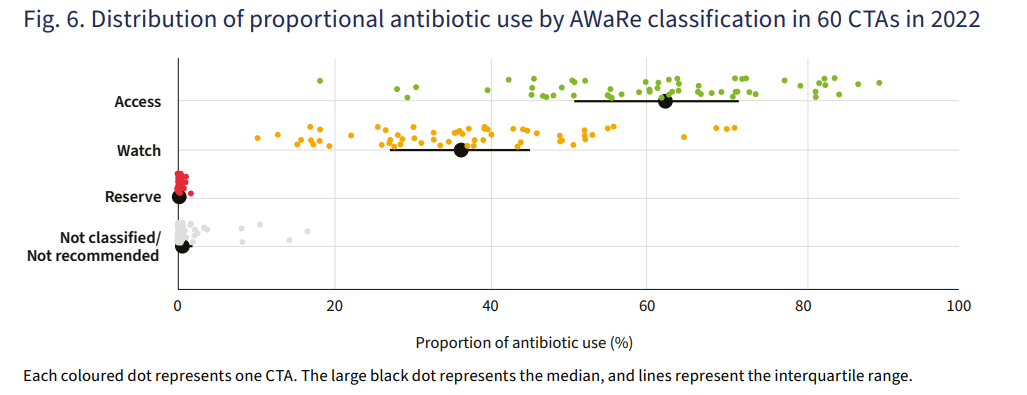 Fig. 6. Distribution of proportional antibiotic use by AWaRe classification in 60 CTAs in 2022
Access
Watch
Reserve
Not classified/
Not recommended
0 20 40 60 80 100
Proportion of antibiotic use (%)
Each coloured dot represents one CTA. The large black dot represents the median, and lines represent the interquartile range.